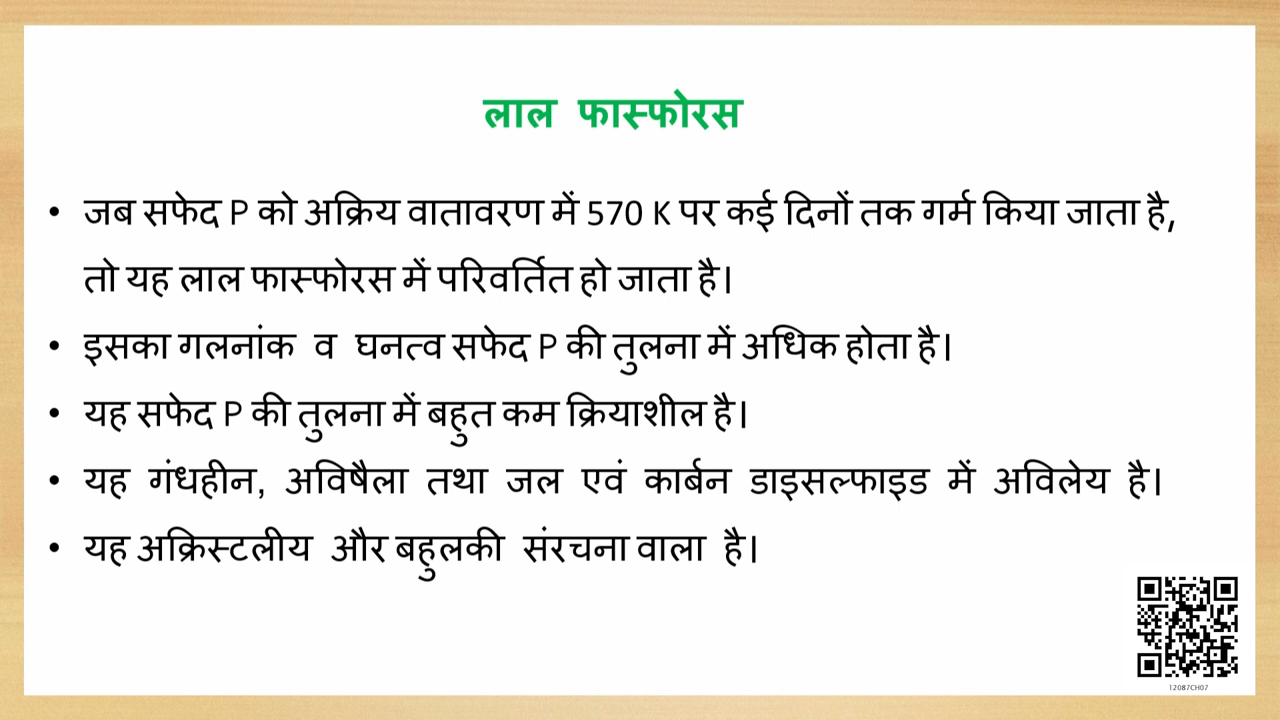 लाल फास्फोरस
• जब सफेद P को अक्रिय वातावरण में 570 K पर कई दिनों तक गर्म किया जाता है,
तो यह लाल फास्फोरस में परिवर्तित हो जाता है।
• इसका गलनांक व घनत्व सफेद P की तुलना में अधिक होता है।
• यह सफेद P की तुलना में बहुत कम क्रियाशील है।
• यह गंधहीन, अविषैला तथा जल एवं कार्बन डाइसल्फाइड में अविलेय है।
• यह अक्रिस्टलीय और बहुलकी संरचना वाला है।
12087CH07